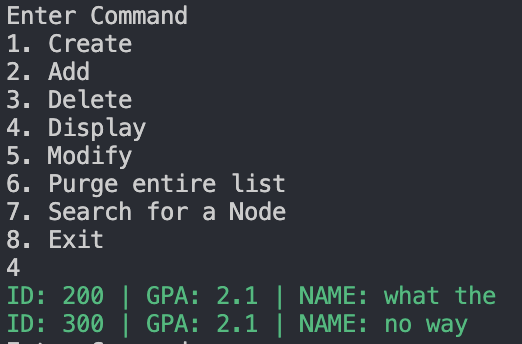 Enter Command
1. Create
2. Add
3. Delete
4. Display
5. Modify
6. Purge entire list
7. Search for a Node
8. Exit
4
ID: 200 | GPA: 2.1 | NAME: what the
ID: 300 | GPA: 2.1 | NAME: no way